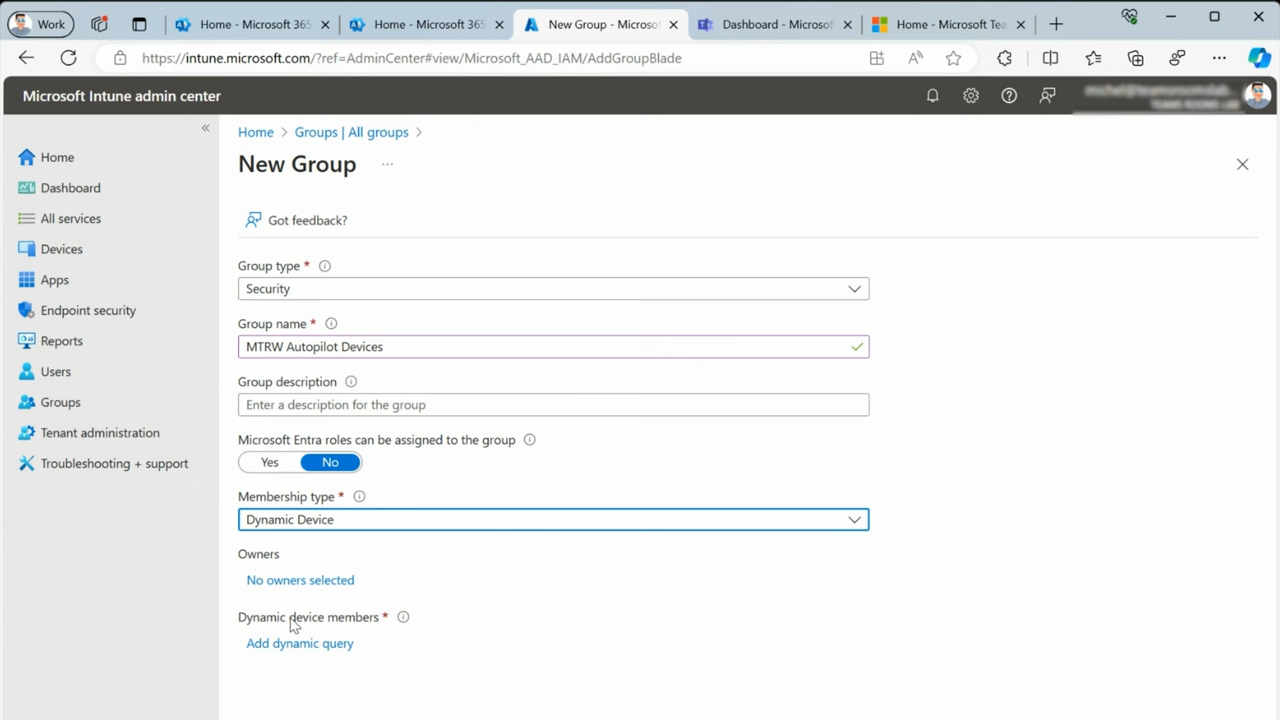 Work
Home - Microsoft 365
Home - Microsoft 365
New Group - Microso
Dashboard - Microsof
Home - Microsoft Tea
https://intune.microsoft.com/?ref=AdminCenter#view/Microsoft_AAD_IAM/AddGroupBlade
Microsoft Intune admin center
TEAMS ROOMS LAB
Home
Dashboard
All services
Devices
Apps
Endpoint security
Reports
Users
Groups
Tenant administration
Troubleshooting + support
Home > Groups | All groups >
New Group
Got feedback?
Group type *
Security
Group name *
MTRW Autopilot Devices
Group description
Enter a description for the group
Microsoft Entra roles can be assigned to the group
Yes No
Membership type *
Dynamic Device
Owners
No owners selected
Dynamic device members *
Add dynamic query